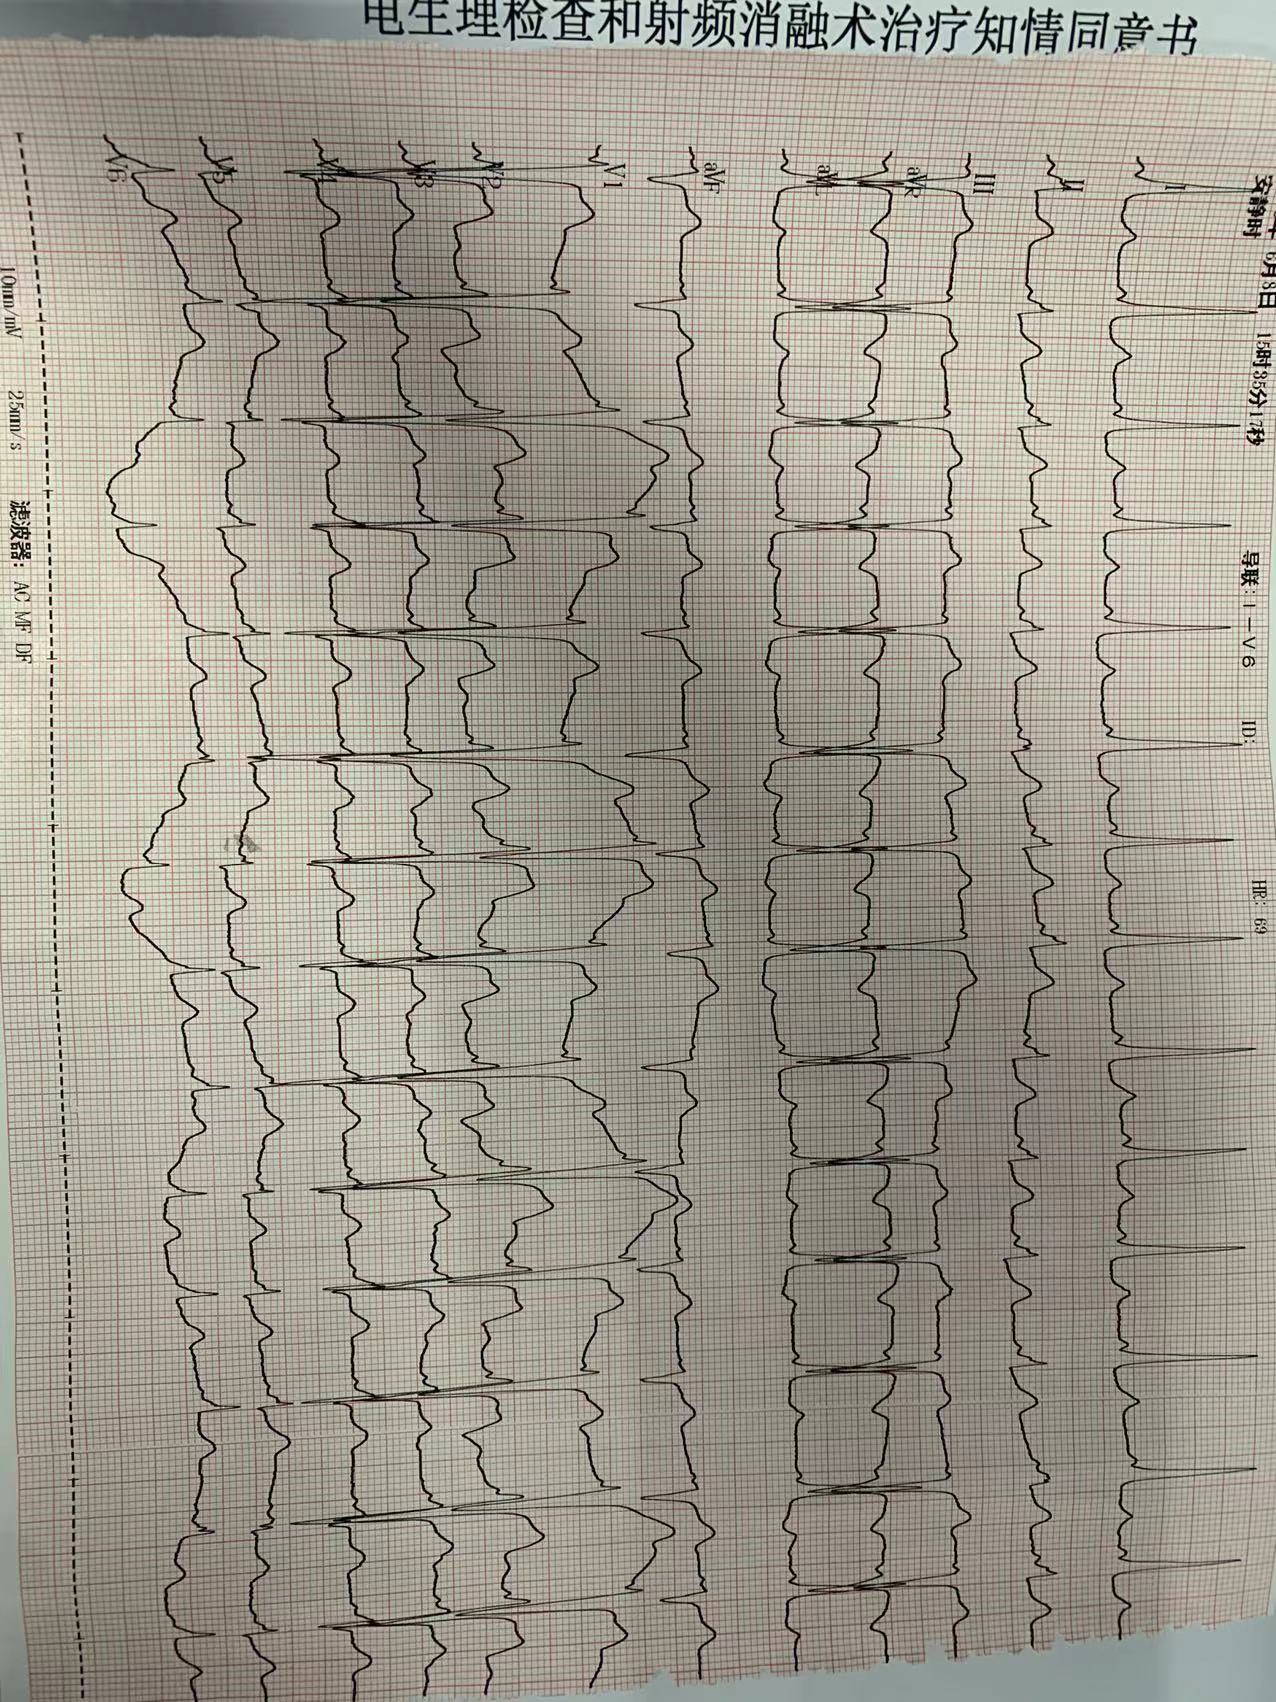 电生理检查和射频消融术治疗知情同意书
6月8日 15时35分17秒 导联: I-V6 ID: HR: 69
安静时
I
II
III
aVR
aVL
aVF
V1
V2
V3
V4
V5
V6
10mm/mV 25mm/s 滤波器: AC MF DF